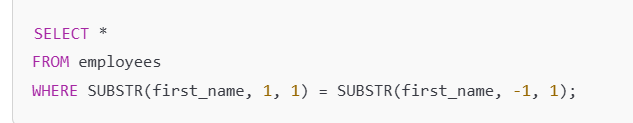 SELECT *
FROM employees
WHERE SUBSTR(first_name, 1, 1) = SUBSTR(first_name, -1, 1);